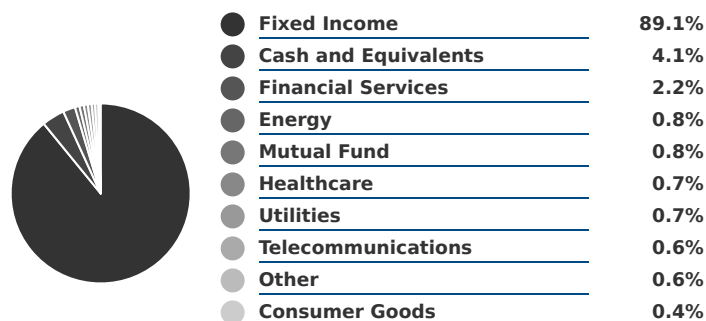 Fixed Income 89.1%
Cash and Equivalents 4.1%
Financial Services 2.2%
Energy 0.8%
Mutual Fund 0.8%
Healthcare 0.7%
Utilities 0.7%
Telecommunications 0.6%
Other 0.6%
Consumer Goods 0.4%